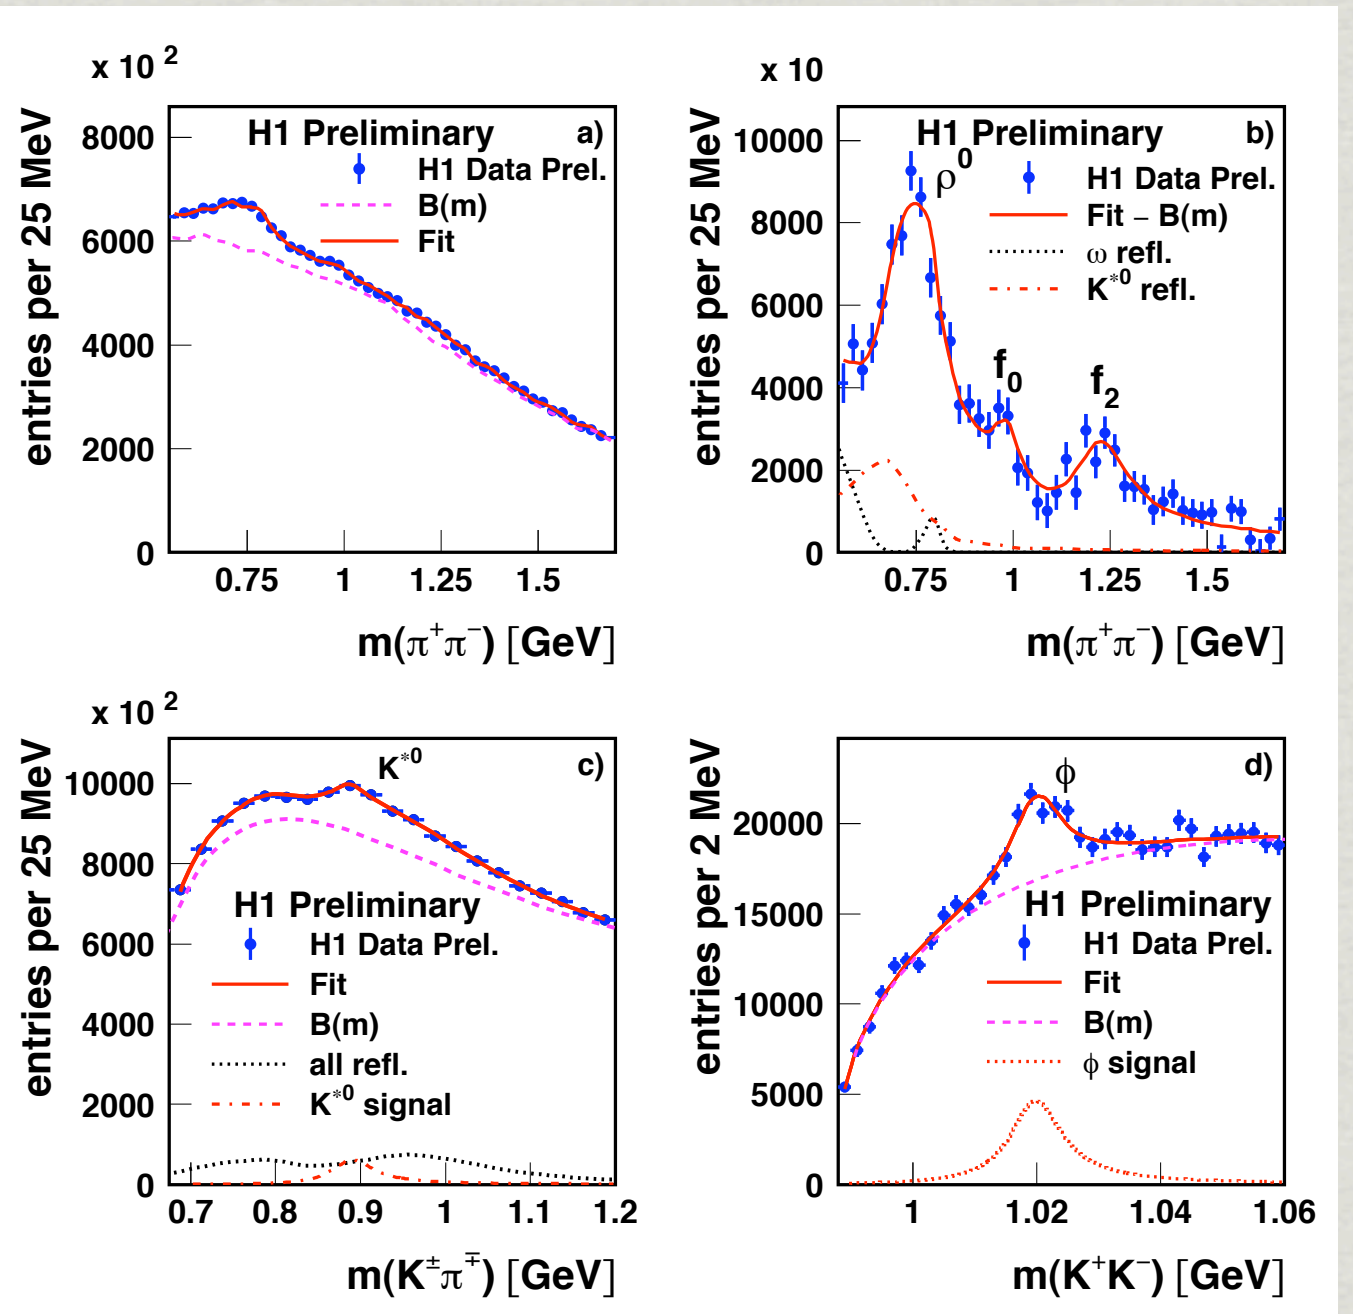 x 10 2
8000
6000
4000
2000
0
entries per 25 MeV
H1 Preliminary a)
H1 Data Prel.
B(m)
Fit
0.75 1 1.25 1.5
m(π+π−) [GeV]
x 10
10000
8000
6000
4000
2000
0
entries per 25 MeV
H1 Preliminary b)
ρ0
H1 Data Prel.
Fit − B(m)
ω refl.
K*0 refl.
f0
f2
0.75 1 1.25 1.5
m(π+π−) [GeV]
x 10 2
10000
8000
6000
4000
2000
0
entries per 25 MeV
K*0 c)
H1 Preliminary
H1 Data Prel.
Fit
B(m)
all refl.
K*0 signal
0.7 0.8 0.9 1 1.1 1.2
m(K±π∓) [GeV]
20000
15000
10000
5000
0
entries per 2 MeV
ϕ d)
H1 Preliminary
H1 Data Prel.
Fit
B(m)
ϕ signal
1 1.02 1.04 1.06
m(K+K−) [GeV]